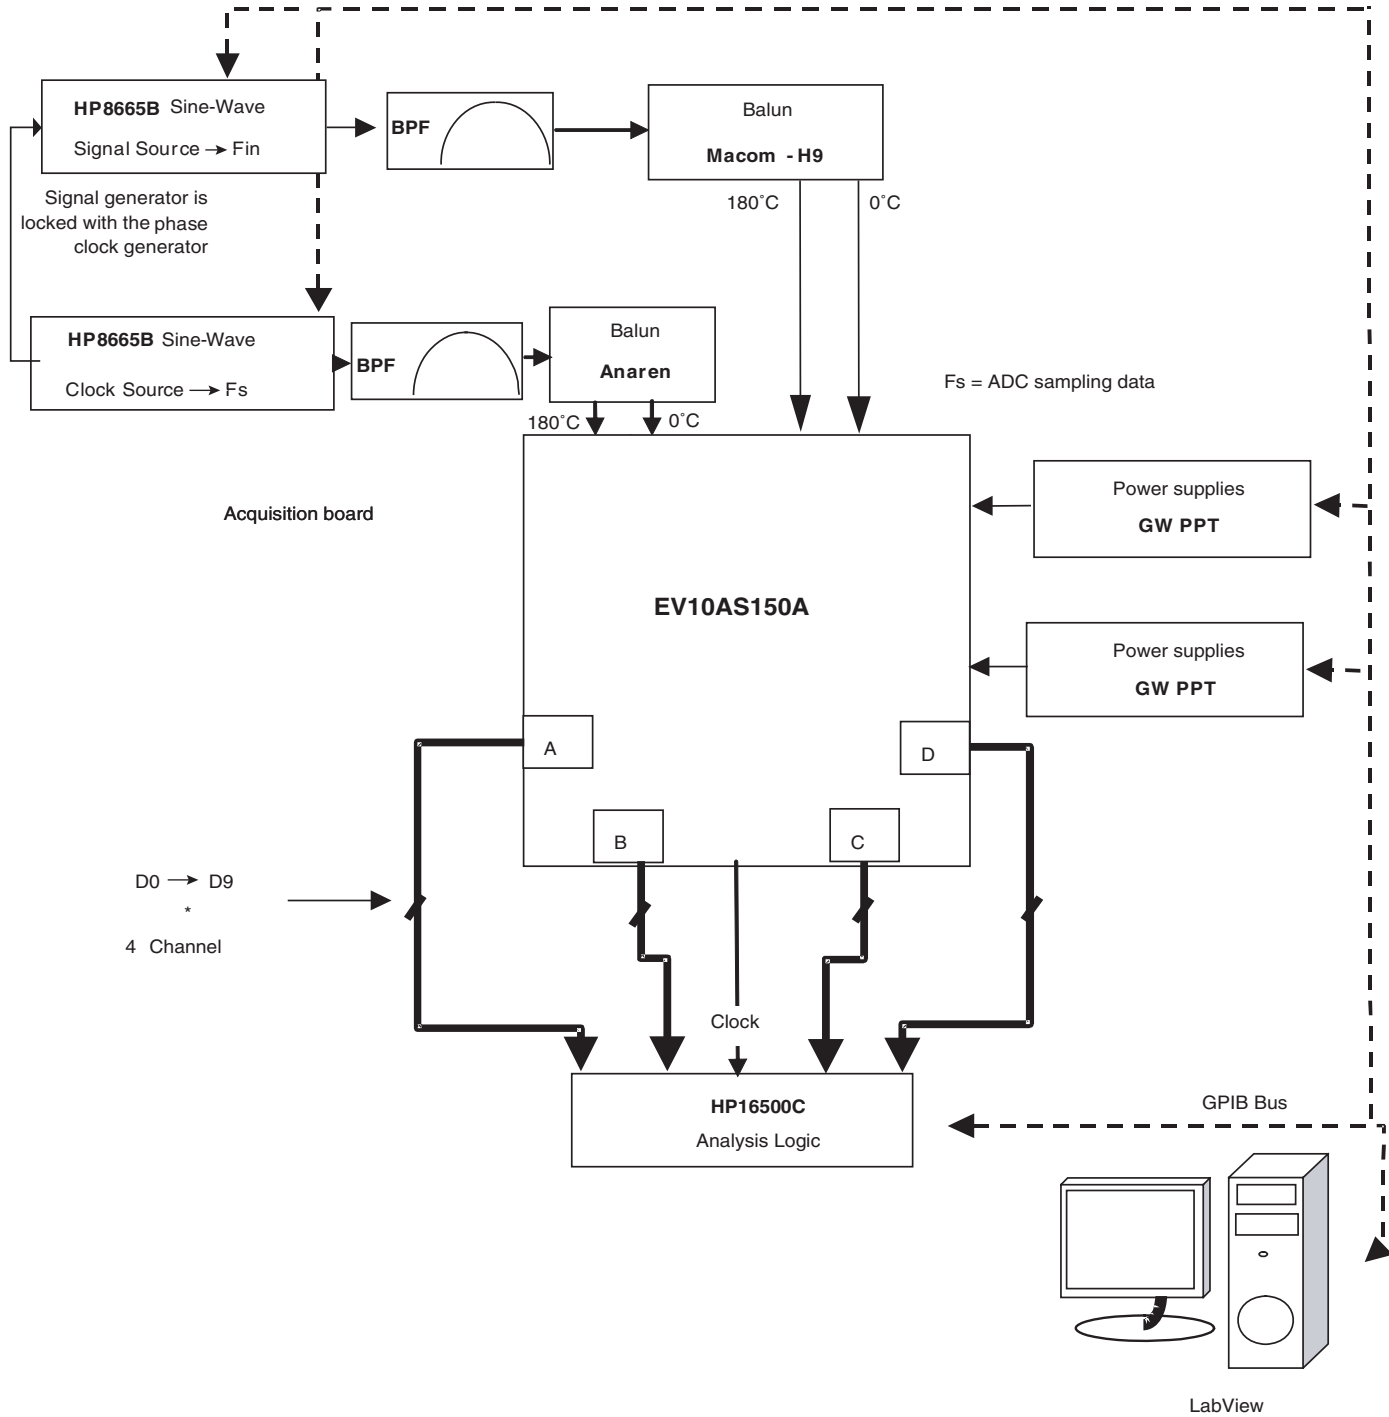 HP8665B Sine-Wave
Signal Source → Fin
BPF
Balun
Macom - H9
180˚C
0˚C
Signal generator is
locked with the phase
clock generator
HP8665B Sine-Wave
Clock Source → Fs
BPF
Balun
Anaren
180˚C
0˚C
Fs = ADC sampling data
Power supplies
GW PPT
Acquisition board
EV10AS150A
Power supplies
GW PPT
A
D
B
C
D0 → D9
*
4 Channel
Clock
HP16500C
Analysis Logic
GPIB Bus
LabView